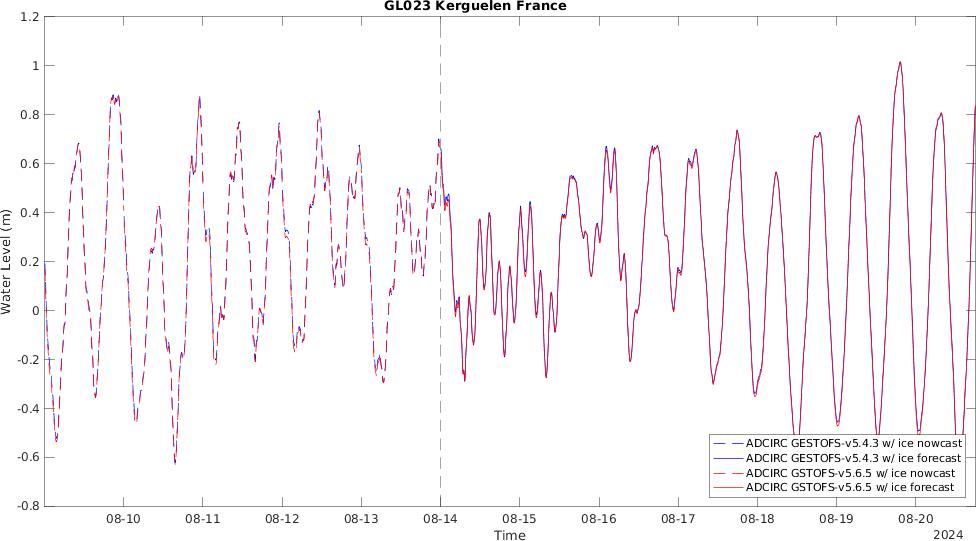 GL023 Kerguelen France
1.2
1
0.8
0.6
0.4
0.2
0
-0.2
-0.4
-0.6
-0.8
Water Level (m)
ADCIRC GESTOFS-v5.4.3 w/ ice nowcast
ADCIRC GESTOFS-v5.4.3 w/ ice forecast
ADCIRC GSTOFS-v5.6.5 w/ ice nowcast
ADCIRC GSTOFS-v5.6.5 w/ ice forecast
08-10 08-11 08-12 08-13 08-14 08-15 08-16 08-17 08-18 08-19 08-20
Time
2024